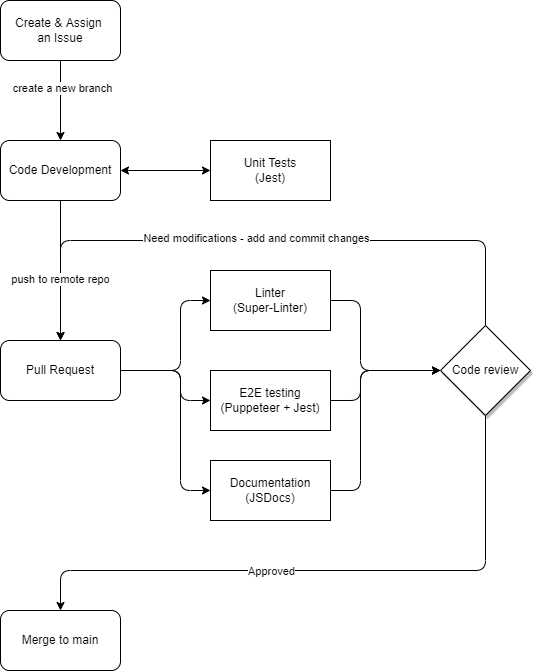 Create & Assign
an Issue
create a new branch
Code Development
Unit Tests
(Jest)
Need modifications - add and commit changes
push to remote repo
Linter
(Super-Linter)
Pull Request
Code review
E2E testing
(Puppeteer + Jest)
Documentation
(JSDocs)
Approved
Merge to main